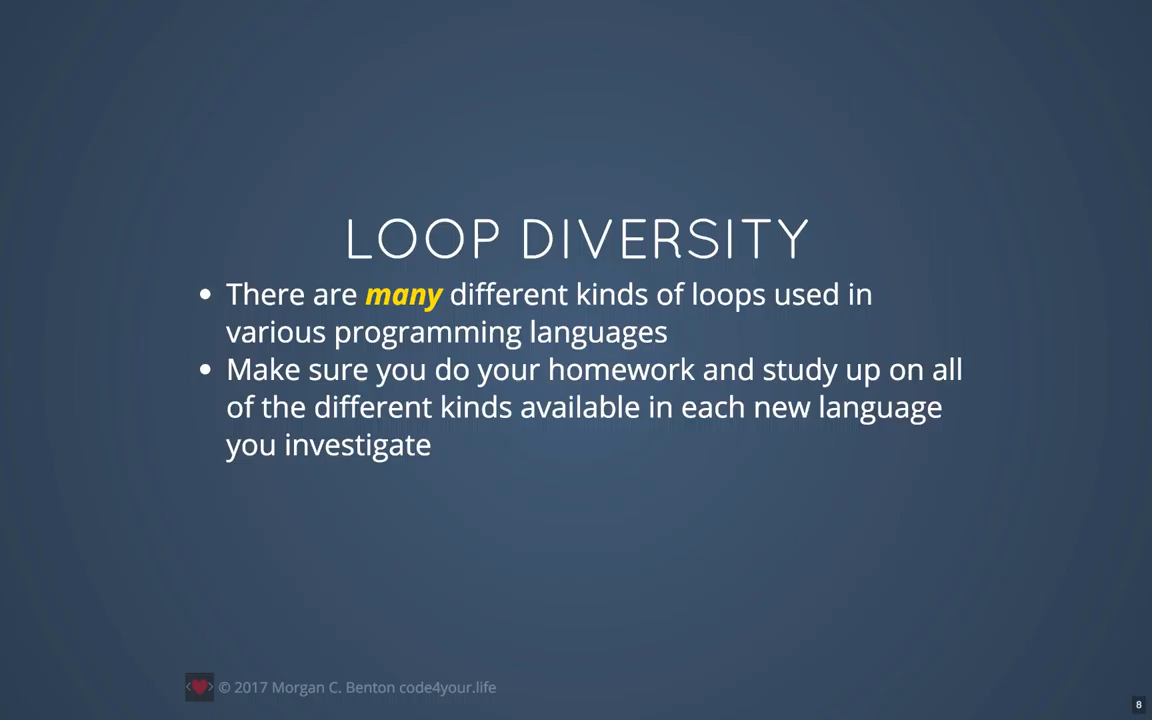 LOOP DIVERSITY
• There are many different kinds of loops used in
various programming languages
• Make sure you do your homework and study up on all
of the different kinds available in each new language
you investigate
<❤> © 2017 Morgan C. Benton code4your.life
8